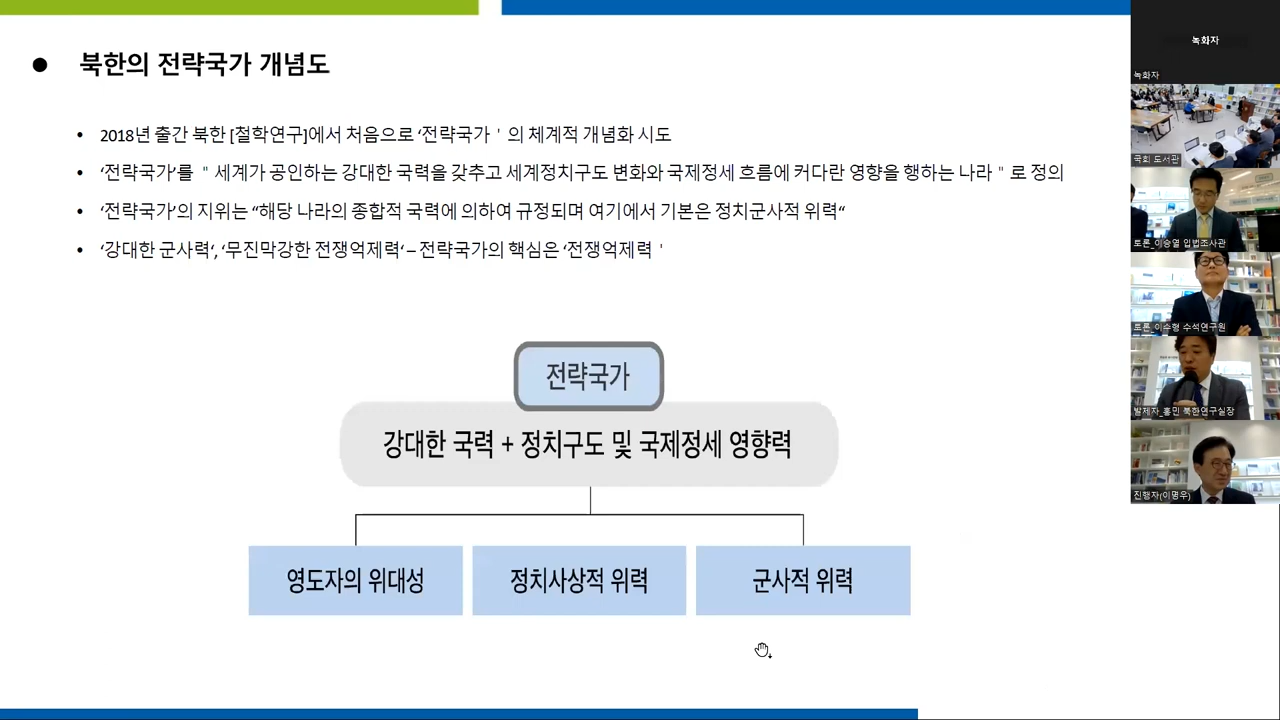 북한의 전략국가 개념도
2018년 출간 북한 [철학연구]에서 처음으로 ‘전략국가 ' 의 체계적 개념화 시도
‘전략국가’를 " 세계가 공인하는 강대한 국력을 갖추고 세계정치구도 변화와 국제정세 흐름에 커다란 영향을 행하는 나라 " 로 정의
‘전략국가’의 지위는 “해당 나라의 종합적 국력에 의하여 규정되며 여기에서 기본은 정치군사적 위력“
‘강대한 군사력‘, ‘무진막강한 전쟁억제력‘ – 전략국가의 핵심은 ‘전쟁억제력 '
전략국가
강대한 국력 + 정치구도 및 국제정세 영향력
영도자의 위대성
정치사상적 위력
군사적 위력
녹화자
녹화자
국회 도서관
토론_이승열 입법조사관
토론_이수형 수석연구원
발제자_홍민 북한연구실장
진행자(이명우)